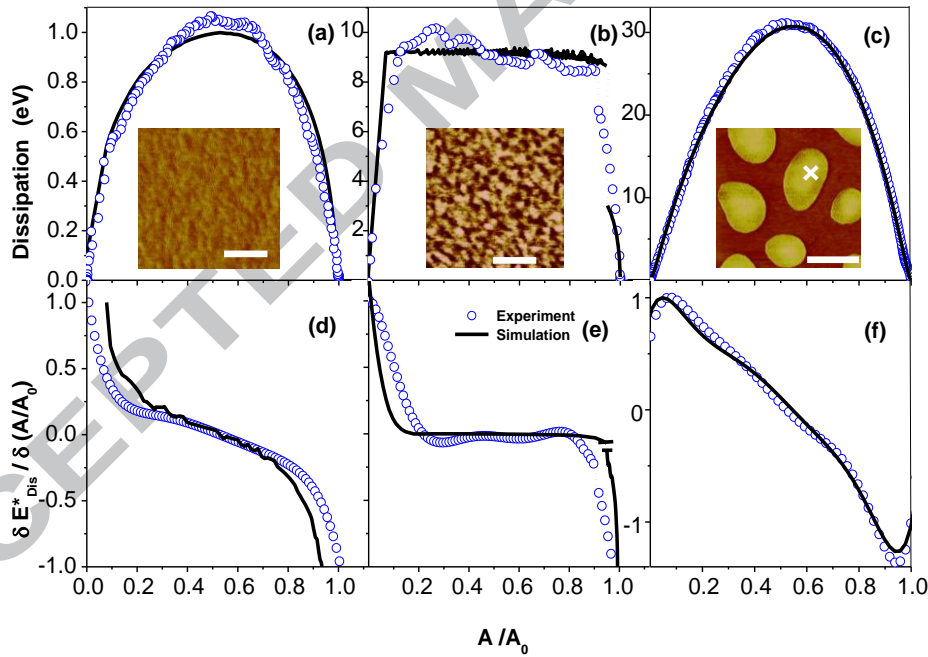 (a)
(b)
(c)
Dissipation (eV)
1.0
0.8
0.6
0.4
0.2
0.0
10
8
6
4
2
0
30
20
10
0
(d)
(e)
(f)
Experiment
Simulation
δ E*Dis / δ (A/A0)
1.0
0.5
0.0
-0.5
-1.0
1
0
-1
0.0 0.2 0.4 0.6 0.8 1.0
0.2 0.4 0.6 0.8 1.0
0.2 0.4 0.6 0.8 1.0
A /A0
CEPTED MA